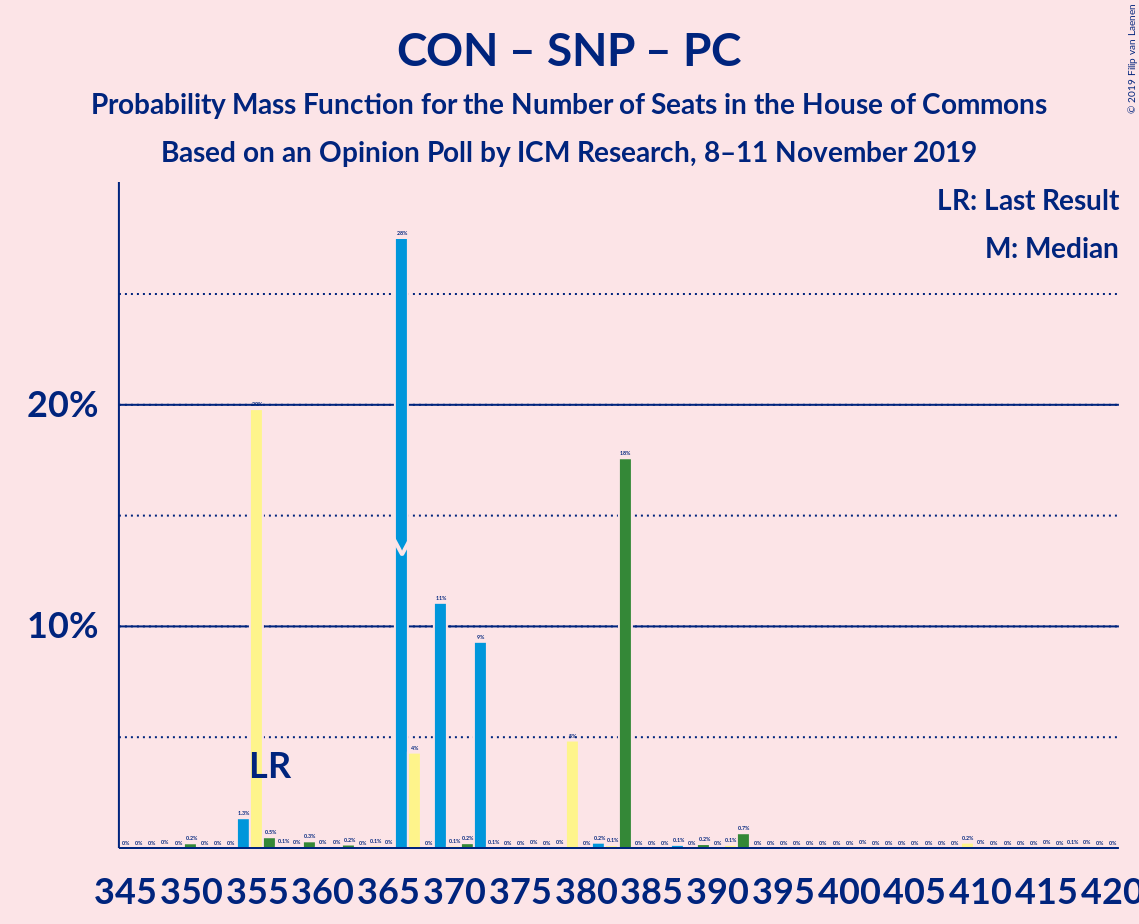 CON – SNP – PC
Probability Mass Function for the Number of Seats in the House of Commons
Based on an Opinion Poll by ICM Research, 8–11 November 2019
© 2019 Filip van Laenen
LR: Last Result
M: Median
20%
10%
28%
20%
18%
11%
9%
4%
5%
1.3%
0.5%
0.7%
LR
M
345 350 355 360 365 370 375 380 385 390 395 400 405 410 415 420